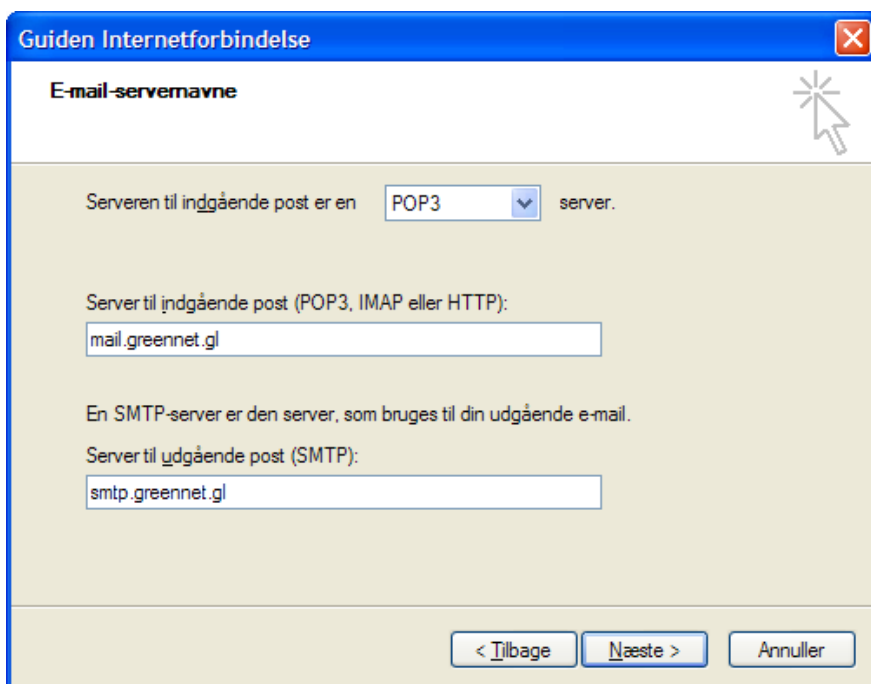 Guiden Internetforbindelse
E-mail-servernavne
Serveren til indgående post er en POP3 server.
Server til indgående post (POP3, IMAP eller HTTP):
mail.greennet.gl
En SMTP-server er den server, som bruges til din udgående e-mail.
Server til udgående post (SMTP):
smtp.greennet.gl
< Tilbage Næste > Annuller